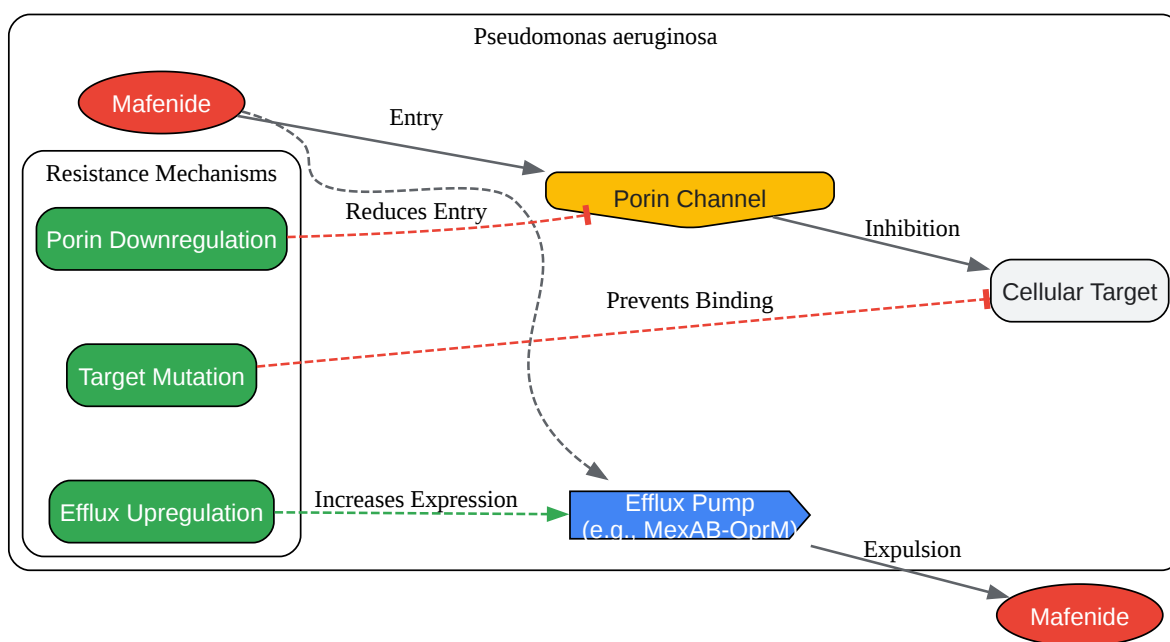 Pseudomonas aeruginosa
Mafenide
Entry
Resistance Mechanisms
Porin Channel
Porin Downregulation
Reduces Entry
Inhibition
Cellular Target
Prevents Binding
Target Mutation
Efflux Upregulation
Increases Expression
Efflux Pump
(e.g., MexAB-OprM)
Expulsion
Mafenide